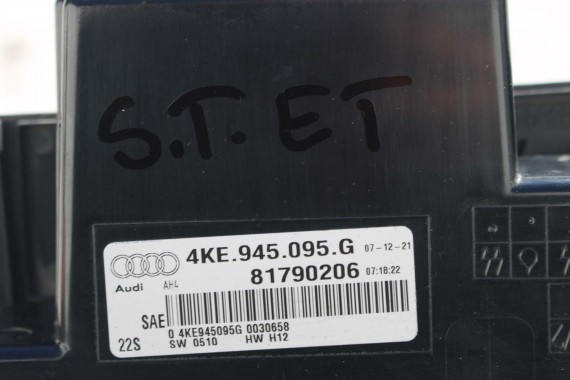 S.T. ET
4KE.945.095.G 07-12-21
81790206 07:18:22
Audi AH4
SAE
0 4KE945095G 0030658
22S SW 0510 HW H12